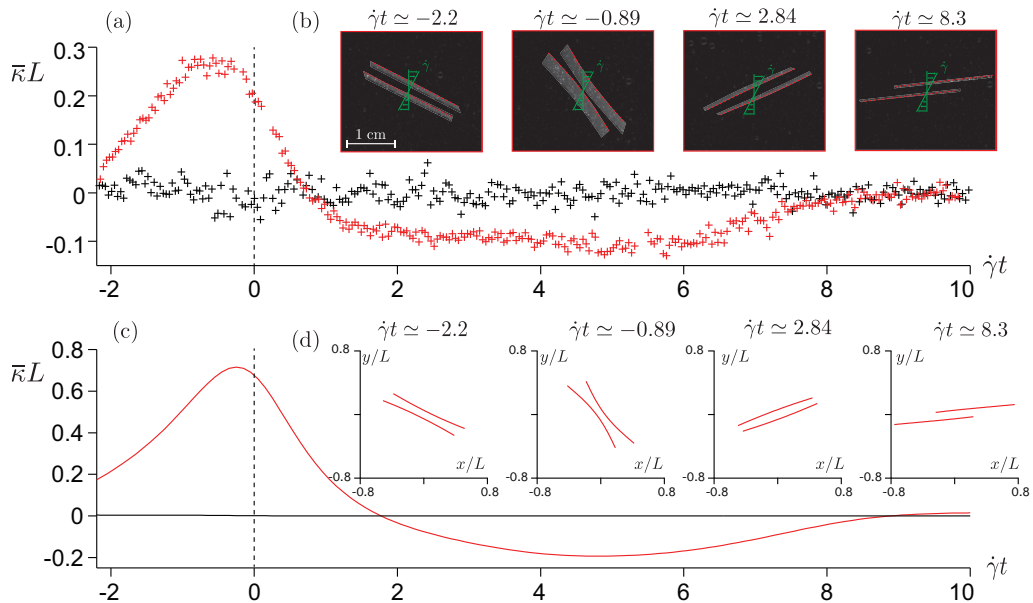 (a)
(b)
γ̇t ≃ −2.2
γ̇t ≃ −0.89
γ̇t ≃ 2.84
γ̇t ≃ 8.3
κ̅L
0.3
0.2
0.1
0
-0.1
γ̇
γ̇
γ̇
γ̇
1 cm
-2 0 2 4 6 8 10
γ̇t
(c)
(d)
γ̇t ≃ −2.2
γ̇t ≃ −0.89
γ̇t ≃ 2.84
γ̇t ≃ 8.3
κ̅L
0.8
0.6
0.4
0.2
0
-0.2
0.8 y/L
-0.8 x/L
-0.8 0.8
0.8 y/L
-0.8 x/L
-0.8 0.8
0.8 y/L
-0.8 x/L
-0.8 0.8
0.8 y/L
-0.8 x/L
-0.8 0.8
-2 0 2 4 6 8 10
γ̇t